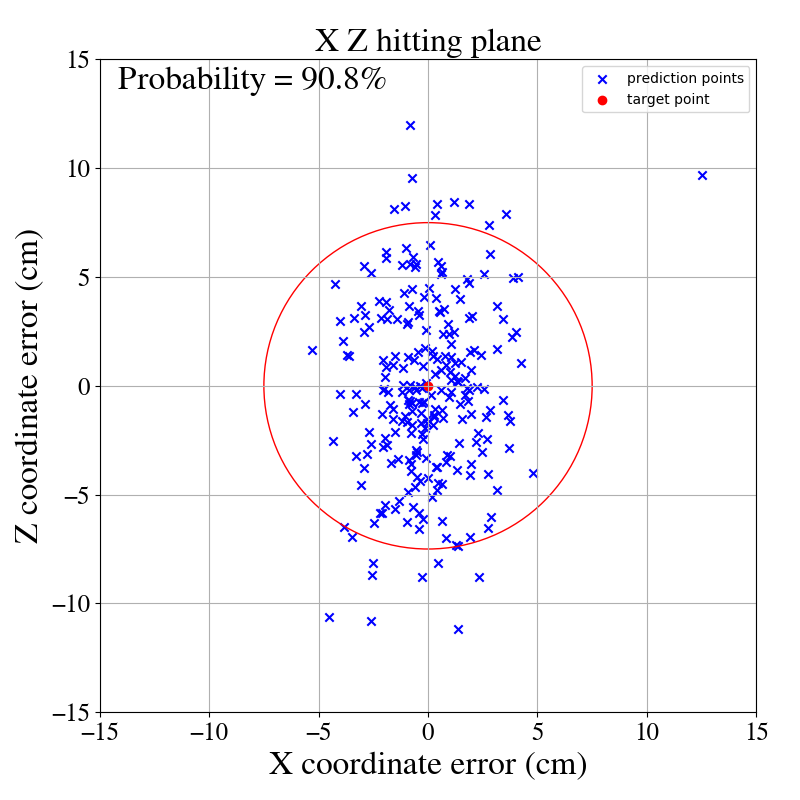 X Z hitting plane
Probability = 90.8%
prediction points
target point
Z coordinate error (cm)
15
10
5
0
−5
−10
−15
−15 −10 −5 0 5 10 15
X coordinate error (cm)